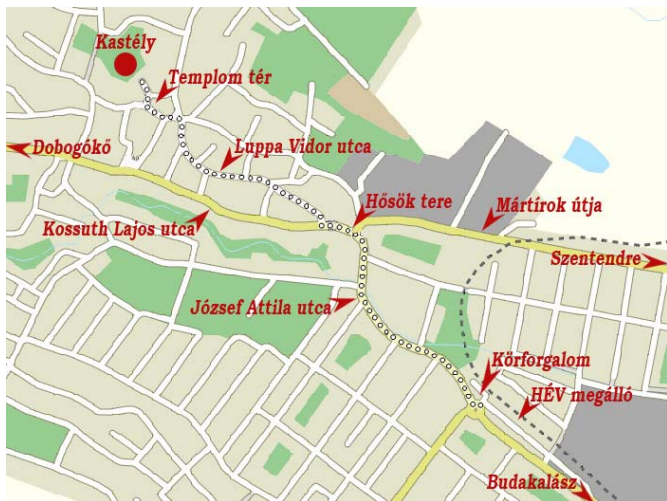 Kastély
Templom tér
Dobogókő
Luppa Vidor utca
Hősök tere
Mártírok útja
Kossuth Lajos utca
Szentendre
József Attila utca
Körforgalom
HÉV megálló
Budakalász